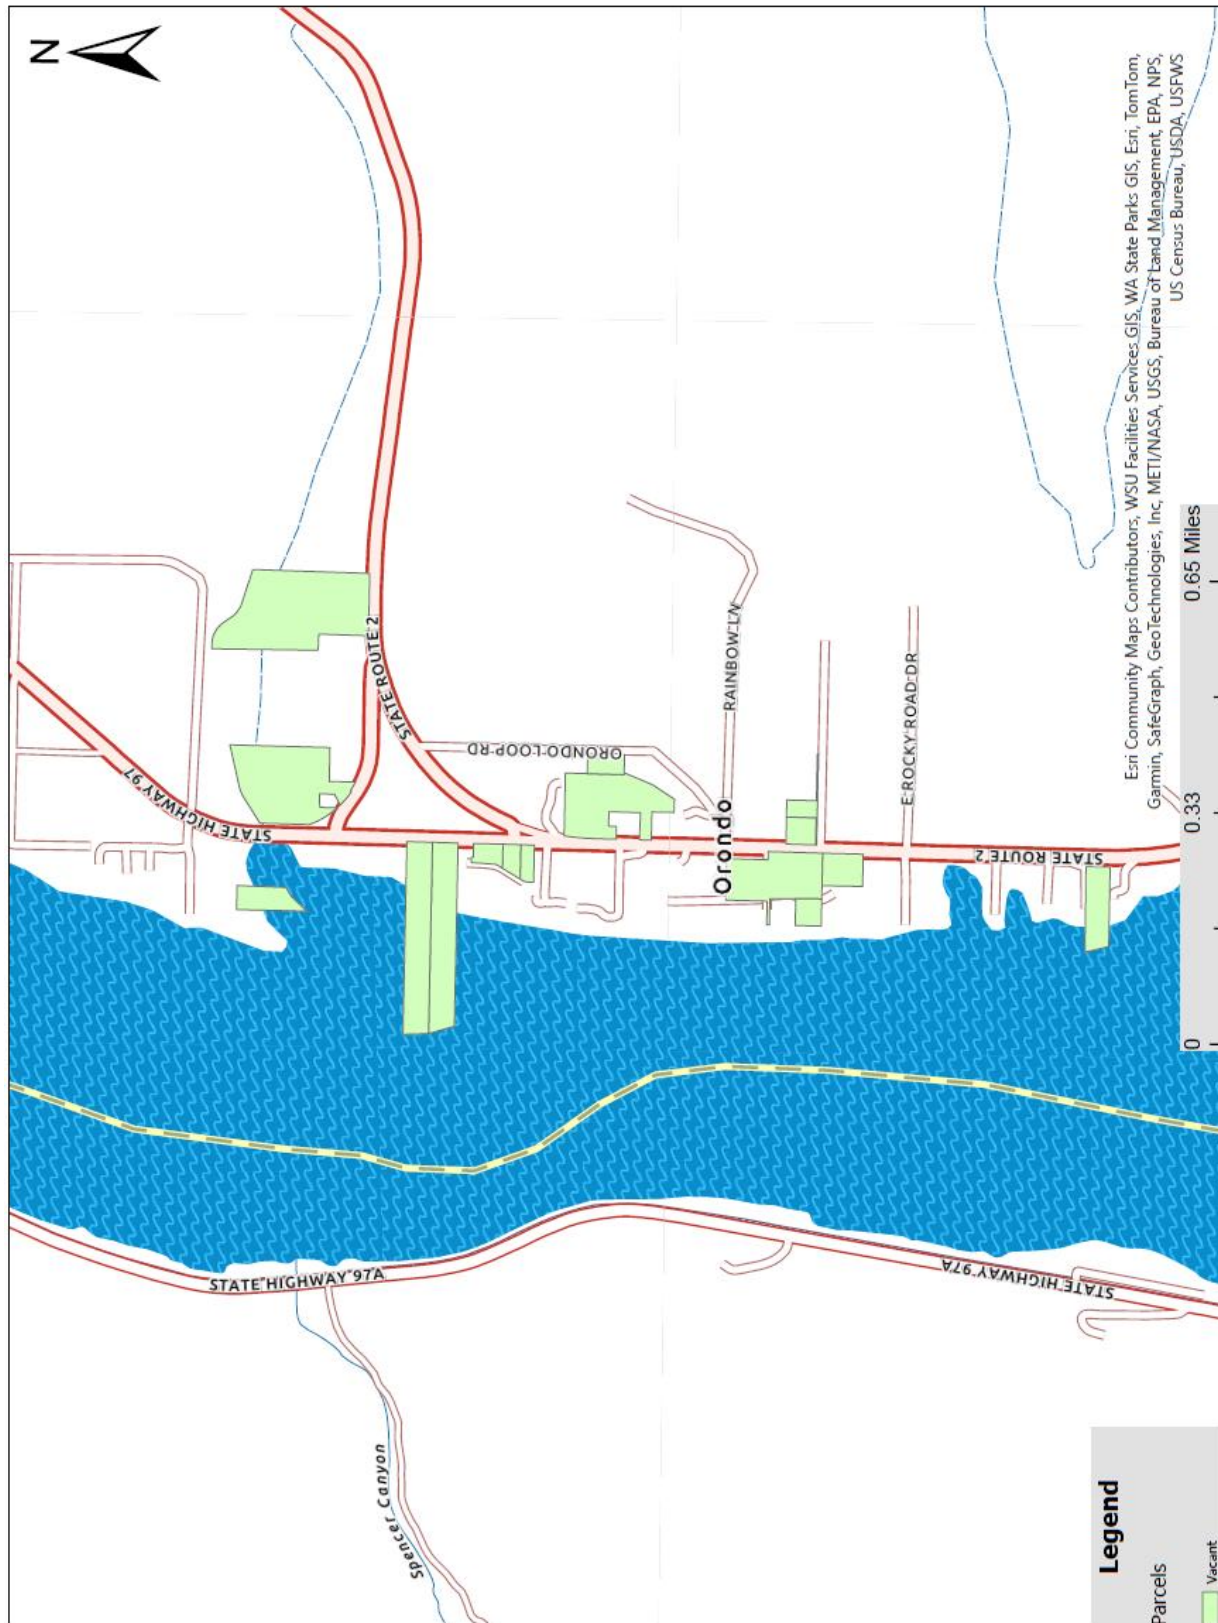 N
STATE HIGHWAY 97
STATE ROUTE 2
ORONDO LOOP RD
RAINBOW LN
Orondo
E ROCKY ROAD DR
STATE ROUTE 2
STATE HIGHWAY 97A
STATE HIGHWAY 97A
Spencer Canyon
Esri Community Maps Contributors, WSU Facilities Services GIS, WA State Parks GIS, Esri, TomTom,
Garmin, SafeGraph, GeoTechnologies, Inc, METI/NASA, USGS, Bureau of Land Management, EPA, NPS,
US Census Bureau, USDA, USFWS
0 0.33 0.65 Miles
Legend
Parcels
Vacant